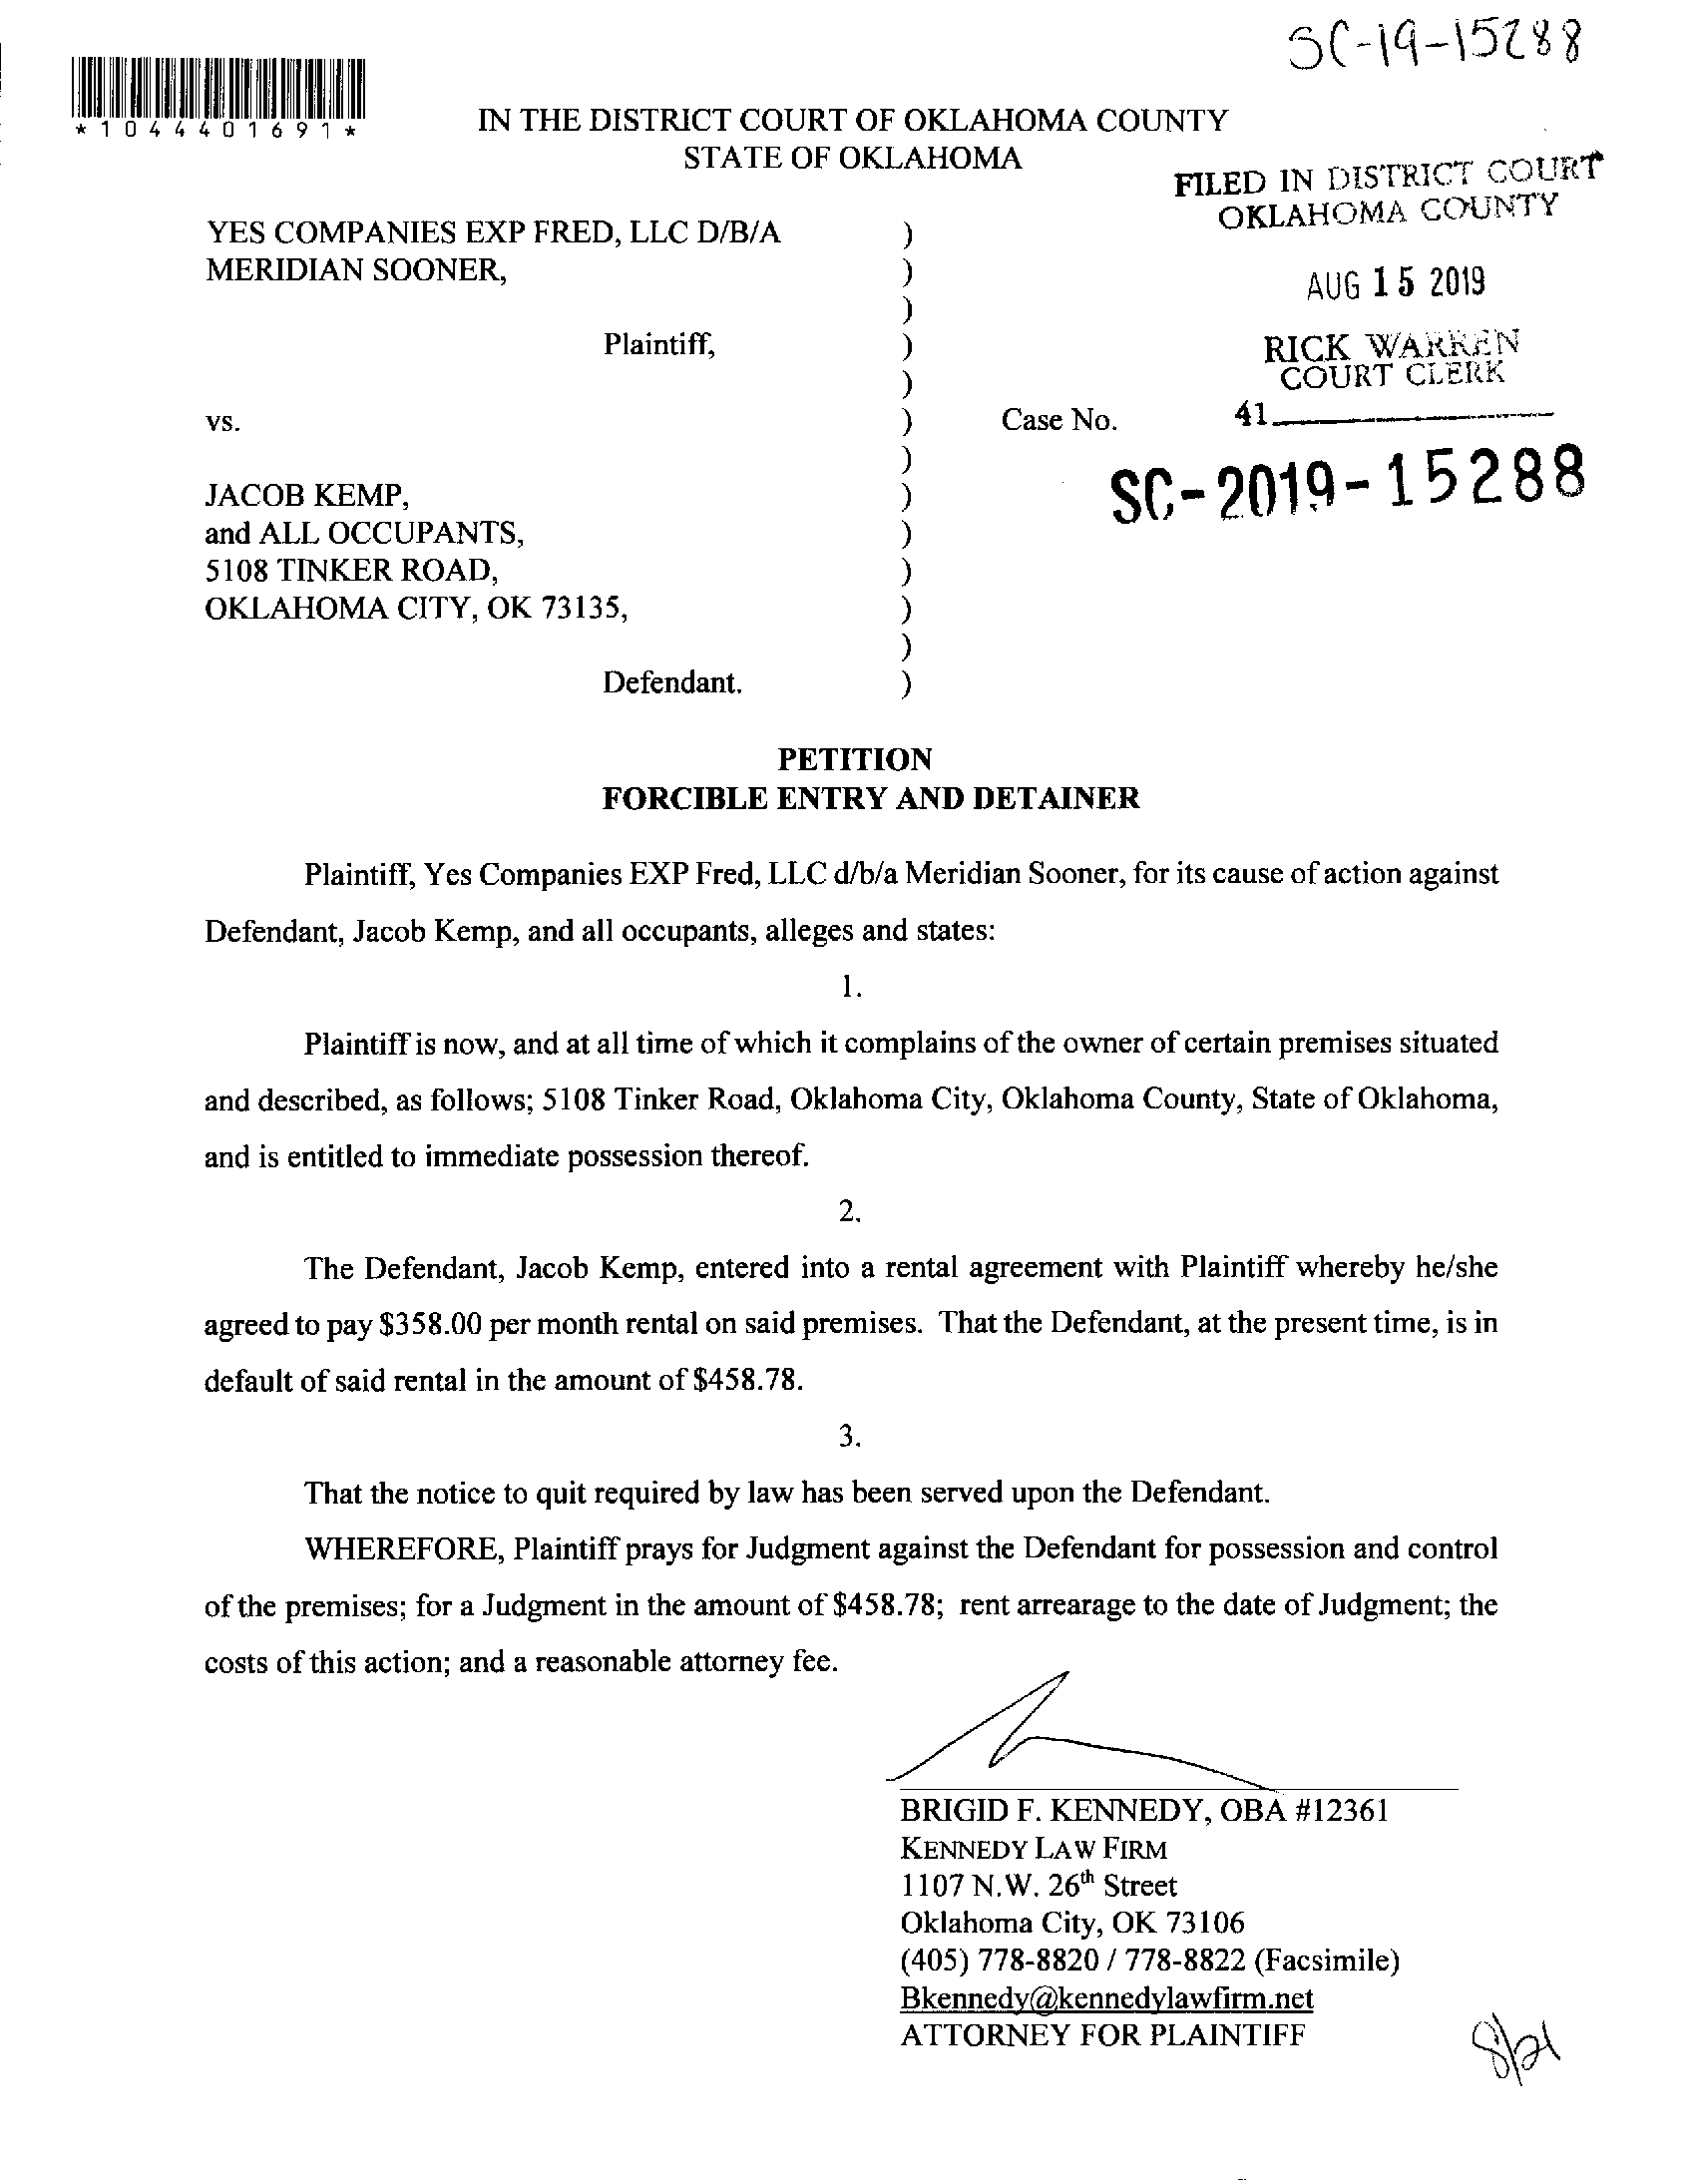 SC-19-15288
*1044401691*
IN THE DISTRICT COURT OF OKLAHOMA COUNTY
STATE OF OKLAHOMA
FILED IN DISTRICT COURT
OKLAHOMA COUNTY
AUG 15 2019
RICK WARREN
COURT CLERK
41
YES COMPANIES EXP FRED, LLC D/B/A )
MERIDIAN SOONER, )
)
Plaintiff, )
)
vs. ) Case No.
SC-2019-15288
)
JACOB KEMP, )
and ALL OCCUPANTS, )
5108 TINKER ROAD, )
OKLAHOMA CITY, OK 73135, )
)
Defendant. )
PETITION
FORCIBLE ENTRY AND DETAINER
Plaintiff, Yes Companies EXP Fred, LLC d/b/a Meridian Sooner, for its cause of action against
Defendant, Jacob Kemp, and all occupants, alleges and states:
1.
Plaintiff is now, and at all time of which it complains of the owner of certain premises situated
and described, as follows; 5108 Tinker Road, Oklahoma City, Oklahoma County, State of Oklahoma,
and is entitled to immediate possession thereof.
2.
The Defendant, Jacob Kemp, entered into a rental agreement with Plaintiff whereby he/she
agreed to pay $358.00 per month rental on said premises. That the Defendant, at the present time, is in
default of said rental in the amount of $458.78.
3.
That the notice to quit required by law has been served upon the Defendant.
WHEREFORE, Plaintiff prays for Judgment against the Defendant for possession and control
of the premises; for a Judgment in the amount of $458.78; rent arrearage to the date of Judgment; the
costs of this action; and a reasonable attorney fee.
BRIGID F. KENNEDY, OBA #12361
KENNEDY LAW FIRM
1107 N.W. 26th Street
Oklahoma City, OK 73106
(405) 778-8820 / 778-8822 (Facsimile)
Bkennedy@kennedylawfirm.net
ATTORNEY FOR PLAINTIFF
8/21